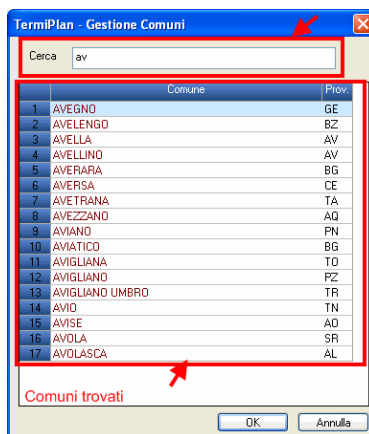 TermiPlan - Gestione Comuni
Cerca av
Comune Prov.
1 AVEGNO GE
2 AVELENGO BZ
3 AVELLA AV
4 AVELLINO AV
5 AVERARA BG
6 AVERSA CE
7 AVETRANA TA
8 AVEZZANO AQ
9 AVIANO PN
10 AVIATICO BG
11 AVIGLIANA TO
12 AVIGLIANO PZ
13 AVIGLIANO UMBRO TR
14 AVIO TN
15 AVISE AO
16 AVOLA SR
17 AVOLASCA AL
Comuni trovati
OK Annulla